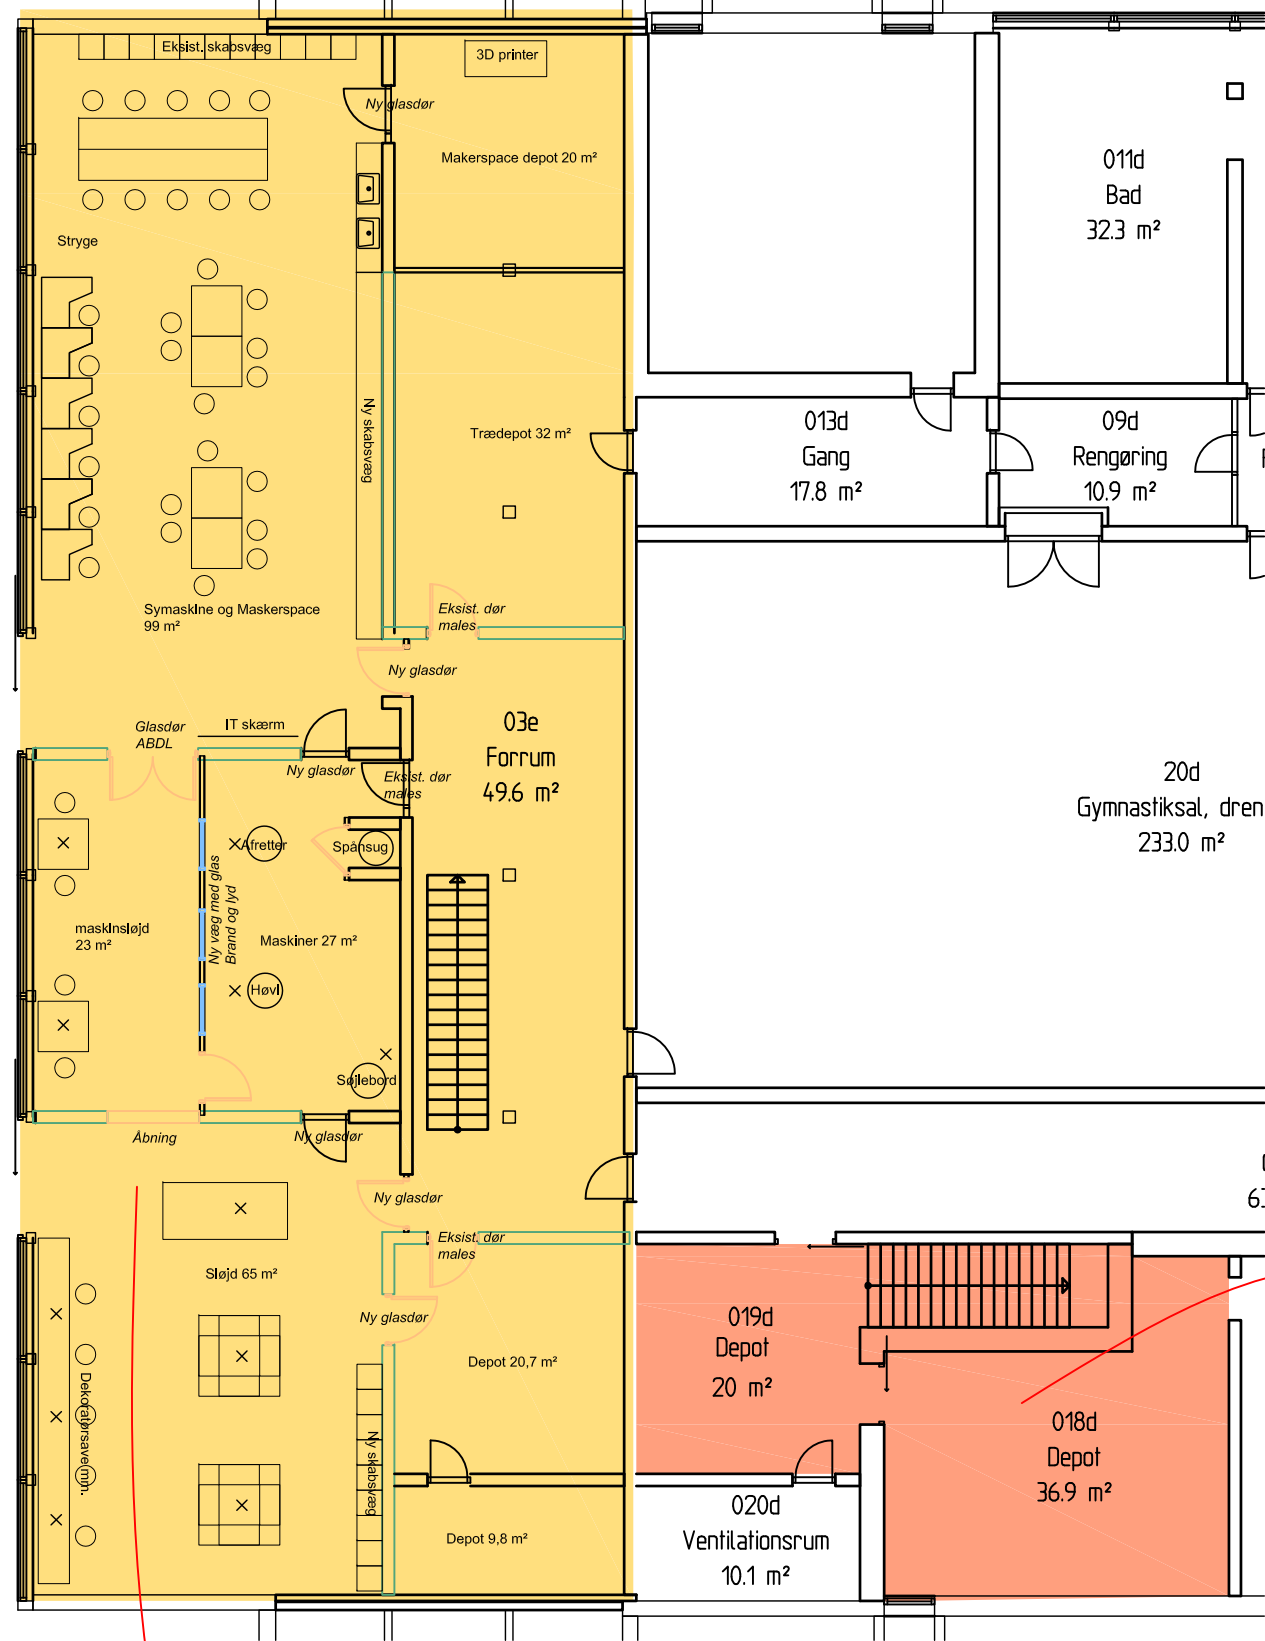 Eksist. skabsvæg
3D printer
Ny glasdør
Makerspace depot 20 m²
011d
Bad
32.3 m²
Stryge
Ny skabsvæg
Trædepot 32 m²
013d
Gang
17.8 m²
09d
Rengøring
10.9 m²
Symaskine og Maskerspace
99 m²
Eksist. dør
males
Ny glasdør
Glasdør
ABDL
IT skærm
03e
Forrum
49.6 m²
Ny glasdør
Eksist. dør
males
20d
Gymnastiksal, dren
233.0 m²
Afretter
Spånsug
Ny væg med glas
Brand og lyd
maskinsløjd
23 m²
Maskiner 27 m²
Høvl
Søjlebord
Åbning
Ny glasdør
63
Ny glasdør
Eksist. dør
males
Sløjd 65 m²
Ny glasdør
019d
Depot
20 m²
Depot 20,7 m²
Dekoratørsave mm.
Ny skabsvæg
018d
Depot
36.9 m²
020d
Ventilationsrum
10.1 m²
Depot 9,8 m²